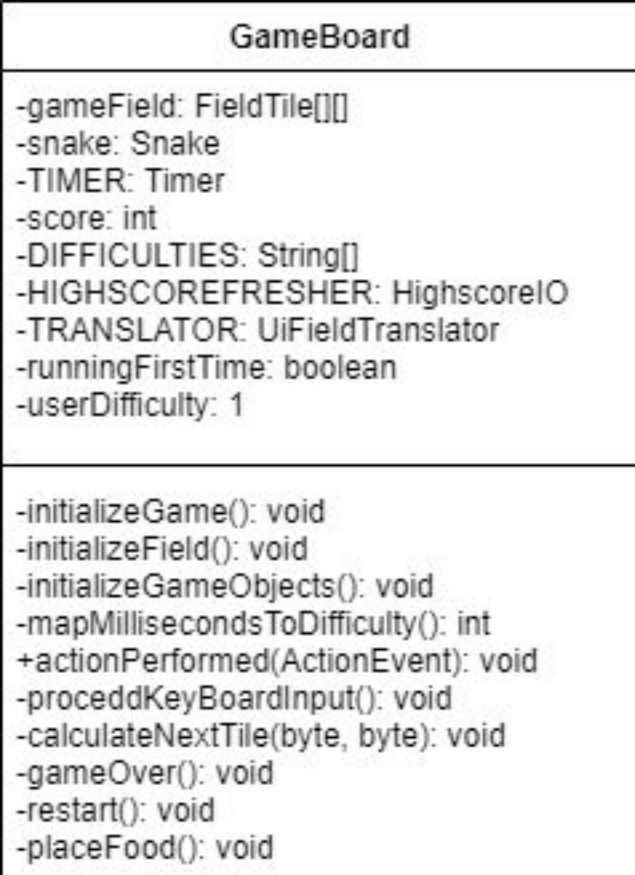 GameBoard
-gameField: FieldTile[][]
-snake: Snake
-TIMER: Timer
-score: int
-DIFFICULTIES: String[]
-HIGHSCOREFRESHER: HighscoreIO
-TRANSLATOR: UiFieldTranslator
-runningFirstTime: boolean
-userDifficulty: 1
-initializeGame(): void
-initializeField(): void
-initializeGameObjects(): void
-mapMillisecondsToDifficulty(): int
+actionPerformed(ActionEvent): void
-proceddKeyBoardInput(): void
-calculateNextTile(byte, byte): void
-gameOver(): void
-restart(): void
-placeFood(): void